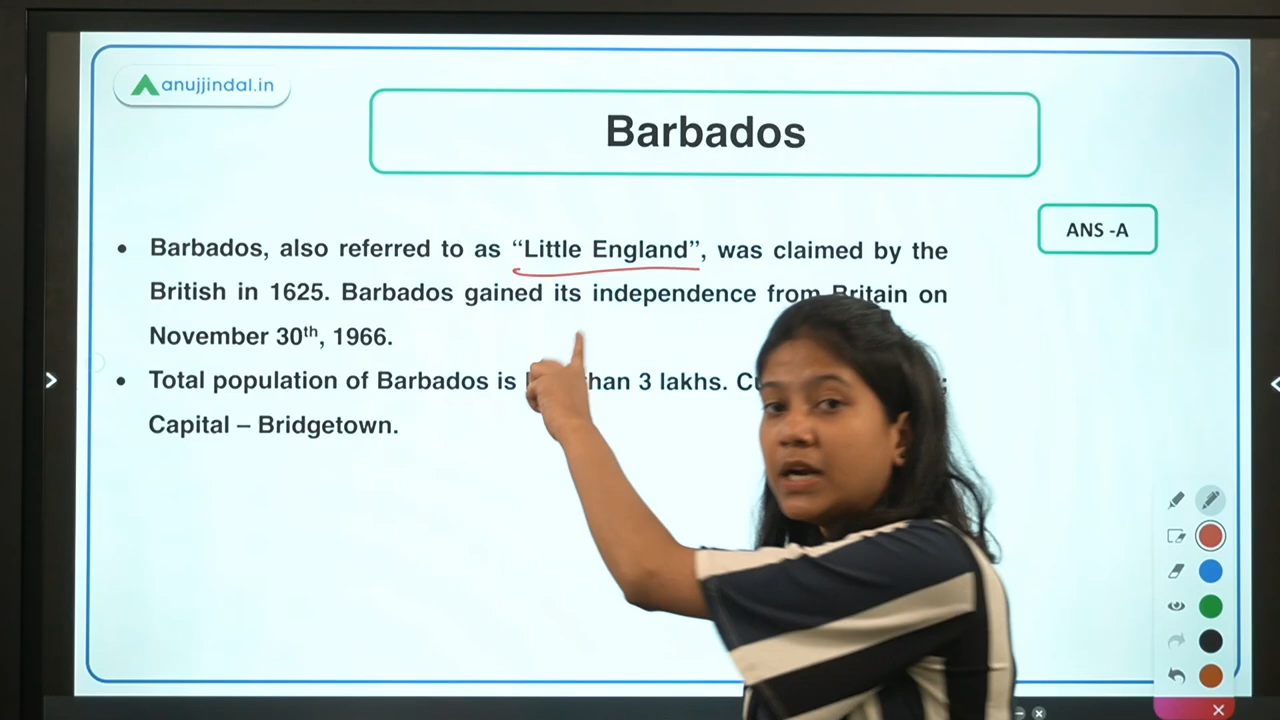 anujjindal.in
Barbados
ANS -A
• Barbados, also referred to as “Little England”, was claimed by the
British in 1625. Barbados gained its independence from Britain on
November 30th, 1966.
• Total population of Barbados is than 3 lakhs.
Capital – Bridgetown.